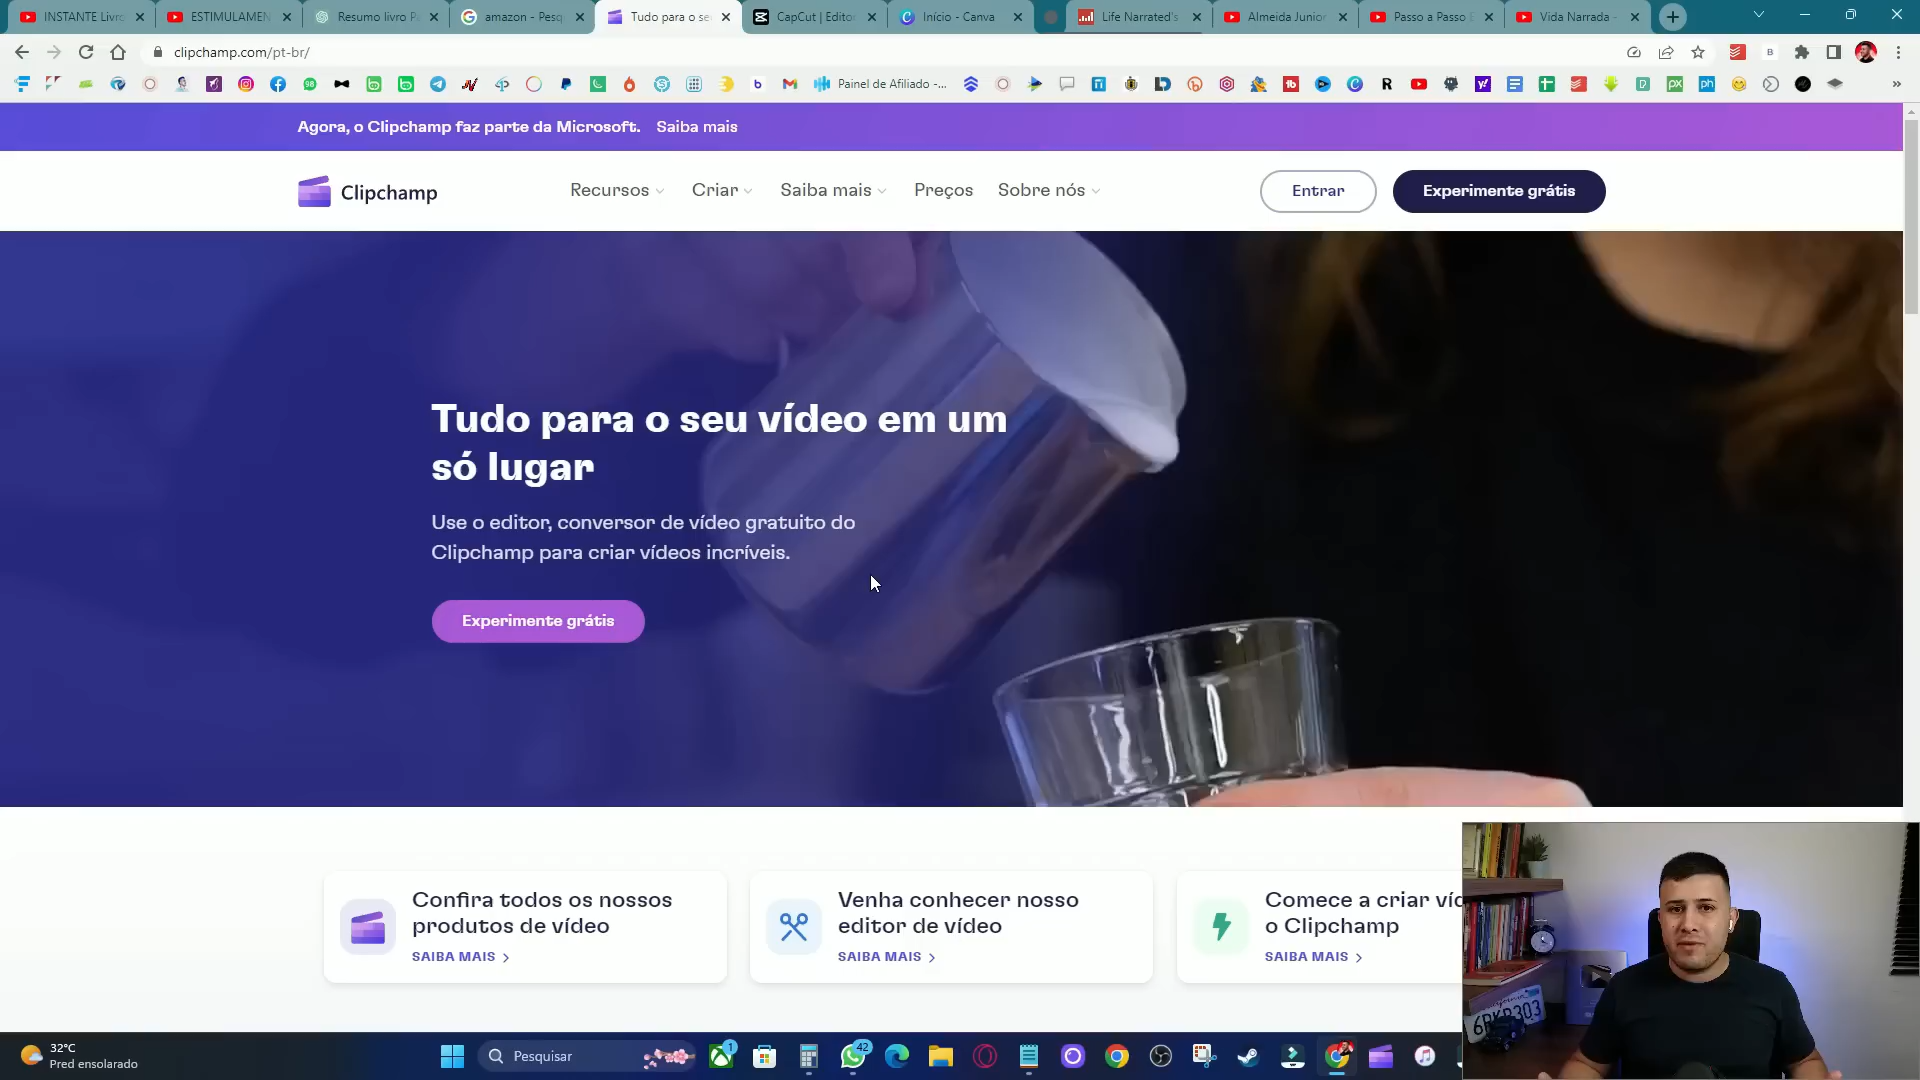 INSTANTE Livro
ESTIMULAMEN
Resumo livro P
amazon - Pesq
Tudo para o se
CapCut | Edito
Início - Canva
Life Narrated's
Almeida Junior
Passo a Passo
Vida Narrada -
clipchamp.com/pt-br/
Painel de Afiliado -...
Agora, o Clipchamp faz parte da Microsoft. Saiba mais
Clipchamp
Recursos
Criar
Saiba mais
Preços
Sobre nós
Entrar
Experimente grátis
Tudo para o seu vídeo em um
só lugar
Use o editor, conversor de vídeo gratuito do
Clipchamp para criar vídeos incríveis.
Experimente grátis
Confira todos os nossos
produtos de vídeo
SAIBA MAIS
Venha conhecer nosso
editor de vídeo
SAIBA MAIS
Comece a criar víd
o Clipchamp
SAIBA MAIS
32°C
Pred ensolarado
Pesquisar
1
42